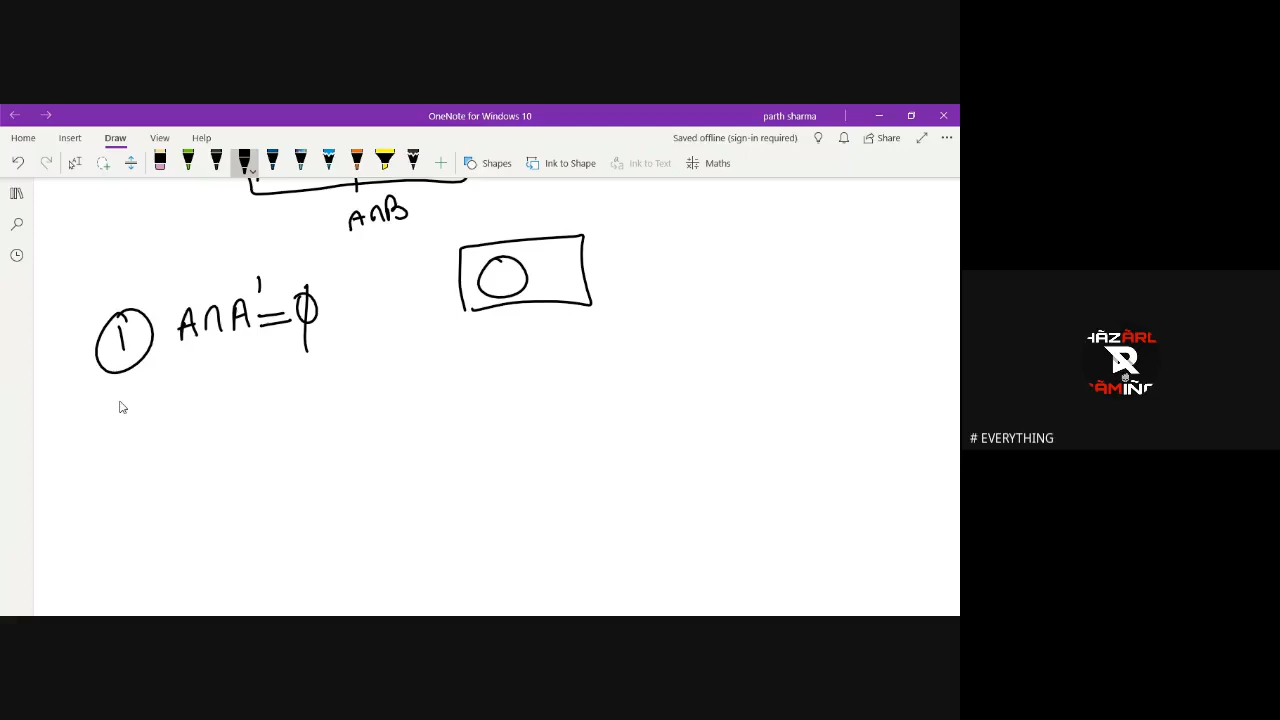 OneNote for Windows 10
parth sharma
Home Insert Draw View Help
Saved offline (sign-in required)
Share
Shapes Ink to Shape Ink to Text Maths
A∩B
① A∩A' = ϕ
# EVERYTHING